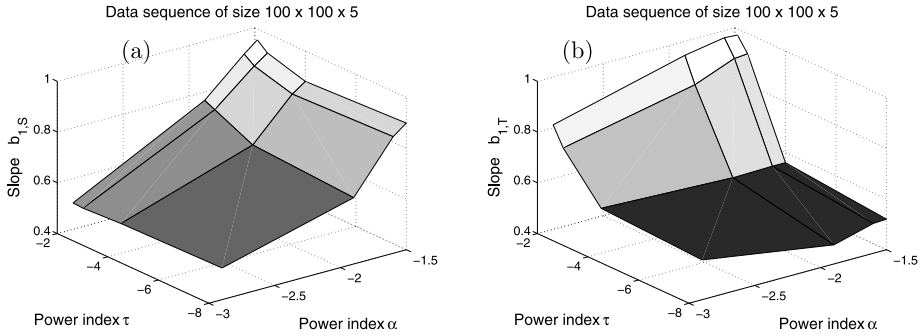 Data sequence of size 100 x 100 x 5
(a)
1
0.8
0.6
0.4
Slope b1,S
−2
−4
−6
−8
Power index τ
−3
−2.5
−2
−1.5
Power index α
Data sequence of size 100 x 100 x 5
(b)
1
0.8
0.6
0.4
Slope b1,T
−2
−4
−6
−8
Power index τ
−3
−2.5
−2
−1.5
Power index α